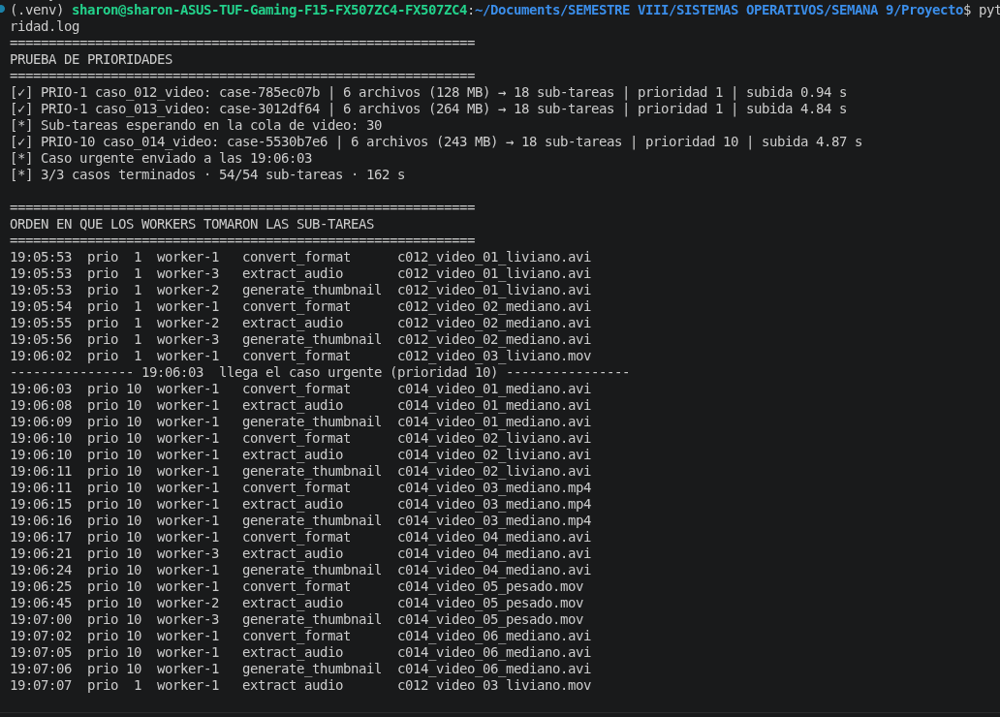 (.venv) sharon@sharon-ASUS-TUF-Gaming-F15-FX507ZC4-FX507ZC4:~/Documents/SEMESTRE VIII/SISTEMAS OPERATIVOS/SEMANA 9/Proyecto$ pyt
ridad.log
============================================================
PRUEBA DE PRIORIDADES
============================================================
[✓] PRIO-1 caso_012_video: case-785ec07b | 6 archivos (128 MB) → 18 sub-tareas | prioridad 1 | subida 0.94 s
[✓] PRIO-1 caso_013_video: case-3012df64 | 6 archivos (264 MB) → 18 sub-tareas | prioridad 1 | subida 4.84 s
[*] Sub-tareas esperando en la cola de video: 30
[✓] PRIO-10 caso_014_video: case-5530b7e6 | 6 archivos (243 MB) → 18 sub-tareas | prioridad 10 | subida 4.87 s
[*] Caso urgente enviado a las 19:06:03
[*] 3/3 casos terminados · 54/54 sub-tareas · 162 s
============================================================
ORDEN EN QUE LOS WORKERS TOMARON LAS SUB-TAREAS
============================================================
19:05:53  prio  1  worker-1   convert_format      c012_video_01_liviano.avi
19:05:53  prio  1  worker-3   extract_audio       c012_video_01_liviano.avi
19:05:53  prio  1  worker-2   generate_thumbnail  c012_video_01_liviano.avi
19:05:54  prio  1  worker-1   convert_format      c012_video_02_mediano.avi
19:05:55  prio  1  worker-2   extract_audio       c012_video_02_mediano.avi
19:05:56  prio  1  worker-3   generate_thumbnail  c012_video_02_mediano.avi
19:06:02  prio  1  worker-1   convert_format      c012_video_03_liviano.mov
---------------- 19:06:03  llega el caso urgente (prioridad 10) ----------------
19:06:03  prio 10  worker-1   convert_format      c014_video_01_mediano.avi
19:06:08  prio 10  worker-1   extract_audio       c014_video_01_mediano.avi
19:06:09  prio 10  worker-1   generate_thumbnail  c014_video_01_mediano.avi
19:06:10  prio 10  worker-1   convert_format      c014_video_02_liviano.avi
19:06:10  prio 10  worker-1   extract_audio       c014_video_02_liviano.avi
19:06:11  prio 10  worker-1   generate_thumbnail  c014_video_02_liviano.avi
19:06:11  prio 10  worker-1   convert_format      c014_video_03_mediano.mp4
19:06:15  prio 10  worker-1   extract_audio       c014_video_03_mediano.mp4
19:06:16  prio 10  worker-1   generate_thumbnail  c014_video_03_mediano.mp4
19:06:17  prio 10  worker-1   convert_format      c014_video_04_mediano.avi
19:06:21  prio 10  worker-3   extract_audio       c014_video_04_mediano.avi
19:06:24  prio 10  worker-1   generate_thumbnail  c014_video_04_mediano.avi
19:06:25  prio 10  worker-1   convert_format      c014_video_05_pesado.mov
19:06:45  prio 10  worker-2   extract_audio       c014_video_05_pesado.mov
19:07:00  prio 10  worker-3   generate_thumbnail  c014_video_05_pesado.mov
19:07:02  prio 10  worker-1   convert_format      c014_video_06_mediano.avi
19:07:05  prio 10  worker-1   extract_audio       c014_video_06_mediano.avi
19:07:06  prio 10  worker-1   generate_thumbnail  c014_video_06_mediano.avi
19:07:07  prio  1  worker-1   extract_audio       c012_video_03_liviano.mov